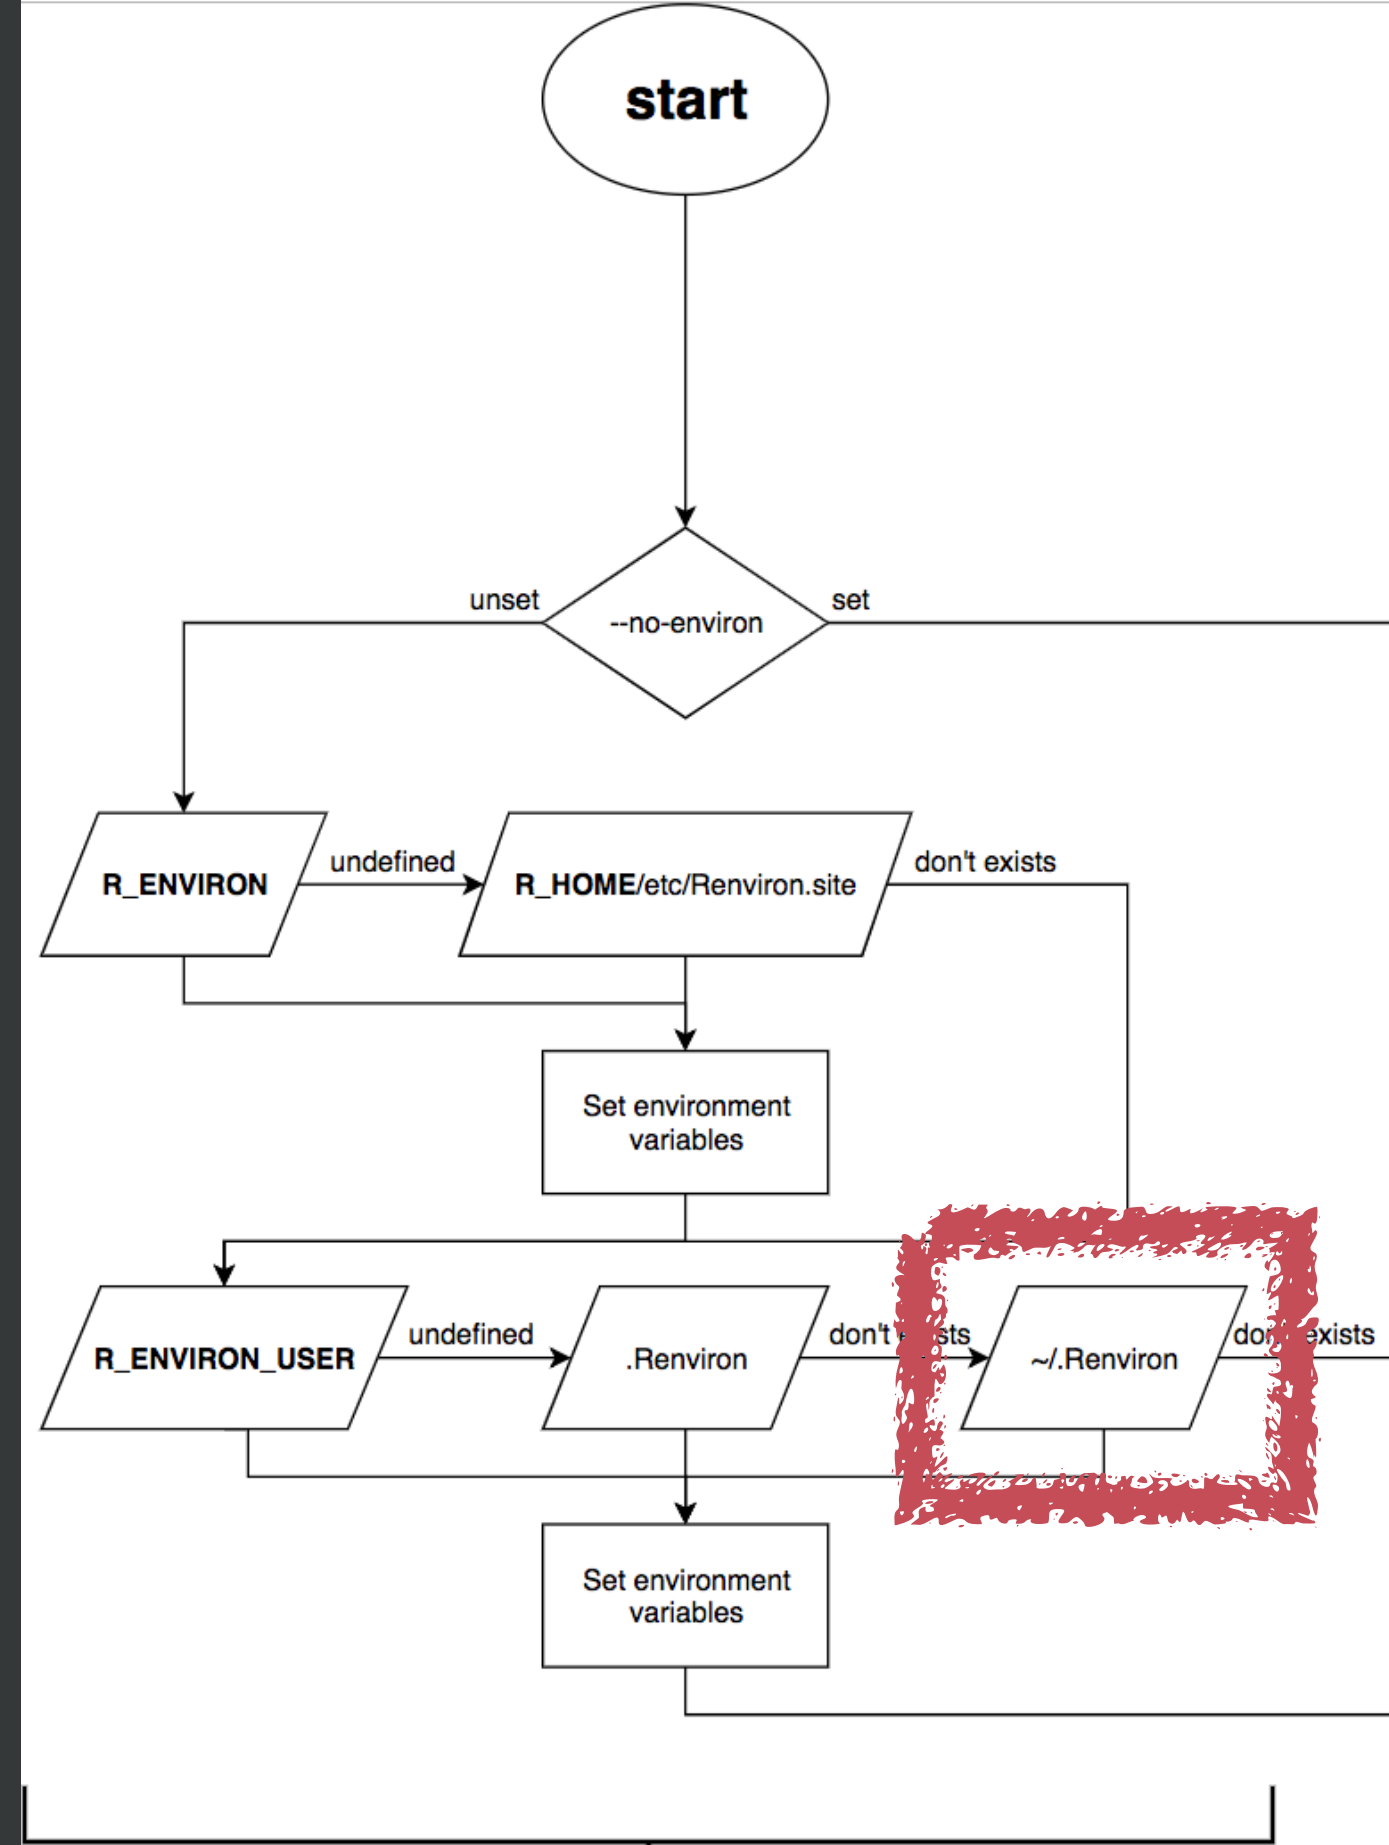 start
unset
set
--no-environ
undefined
don't exists
R_ENVIRON
R_HOME/etc/Renviron.site
Set environment
variables
undefined
don't
don't exists
R_ENVIRON_USER
.Renviron
~/.Renviron
Set environment
variables